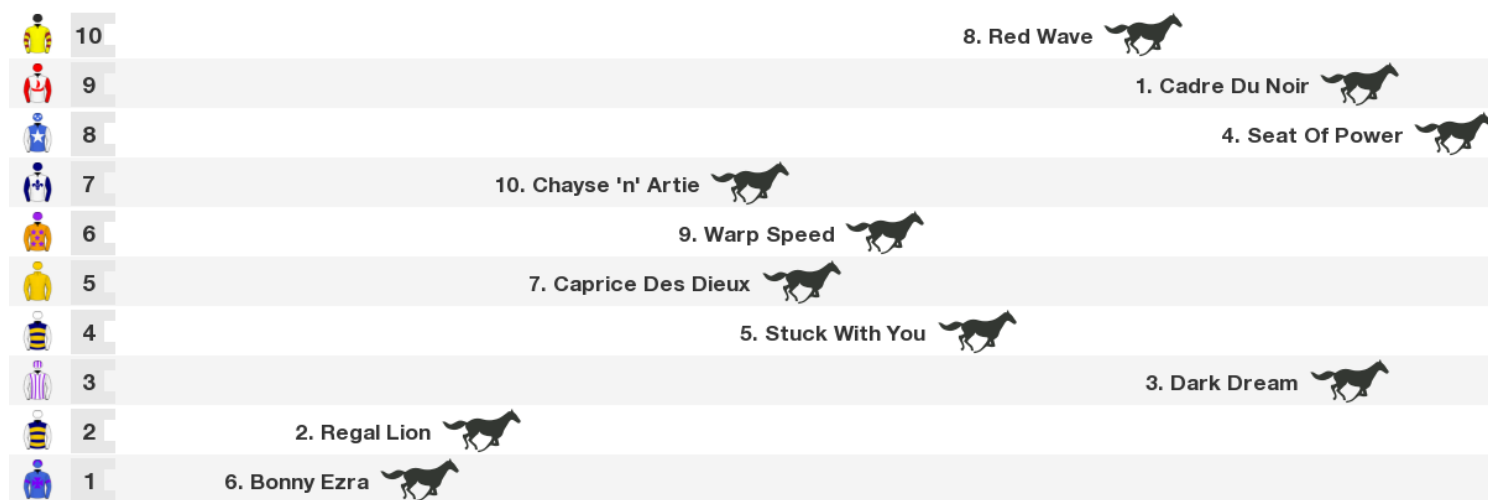 10 8. Red Wave
9 1. Cadre Du Noir
8 4. Seat Of Power
7 10. Chayse 'n' Artie
6 9. Warp Speed
5 7. Caprice Des Dieux
4 5. Stuck With You
3 3. Dark Dream
2 2. Regal Lion
1 6. Bonny Ezra